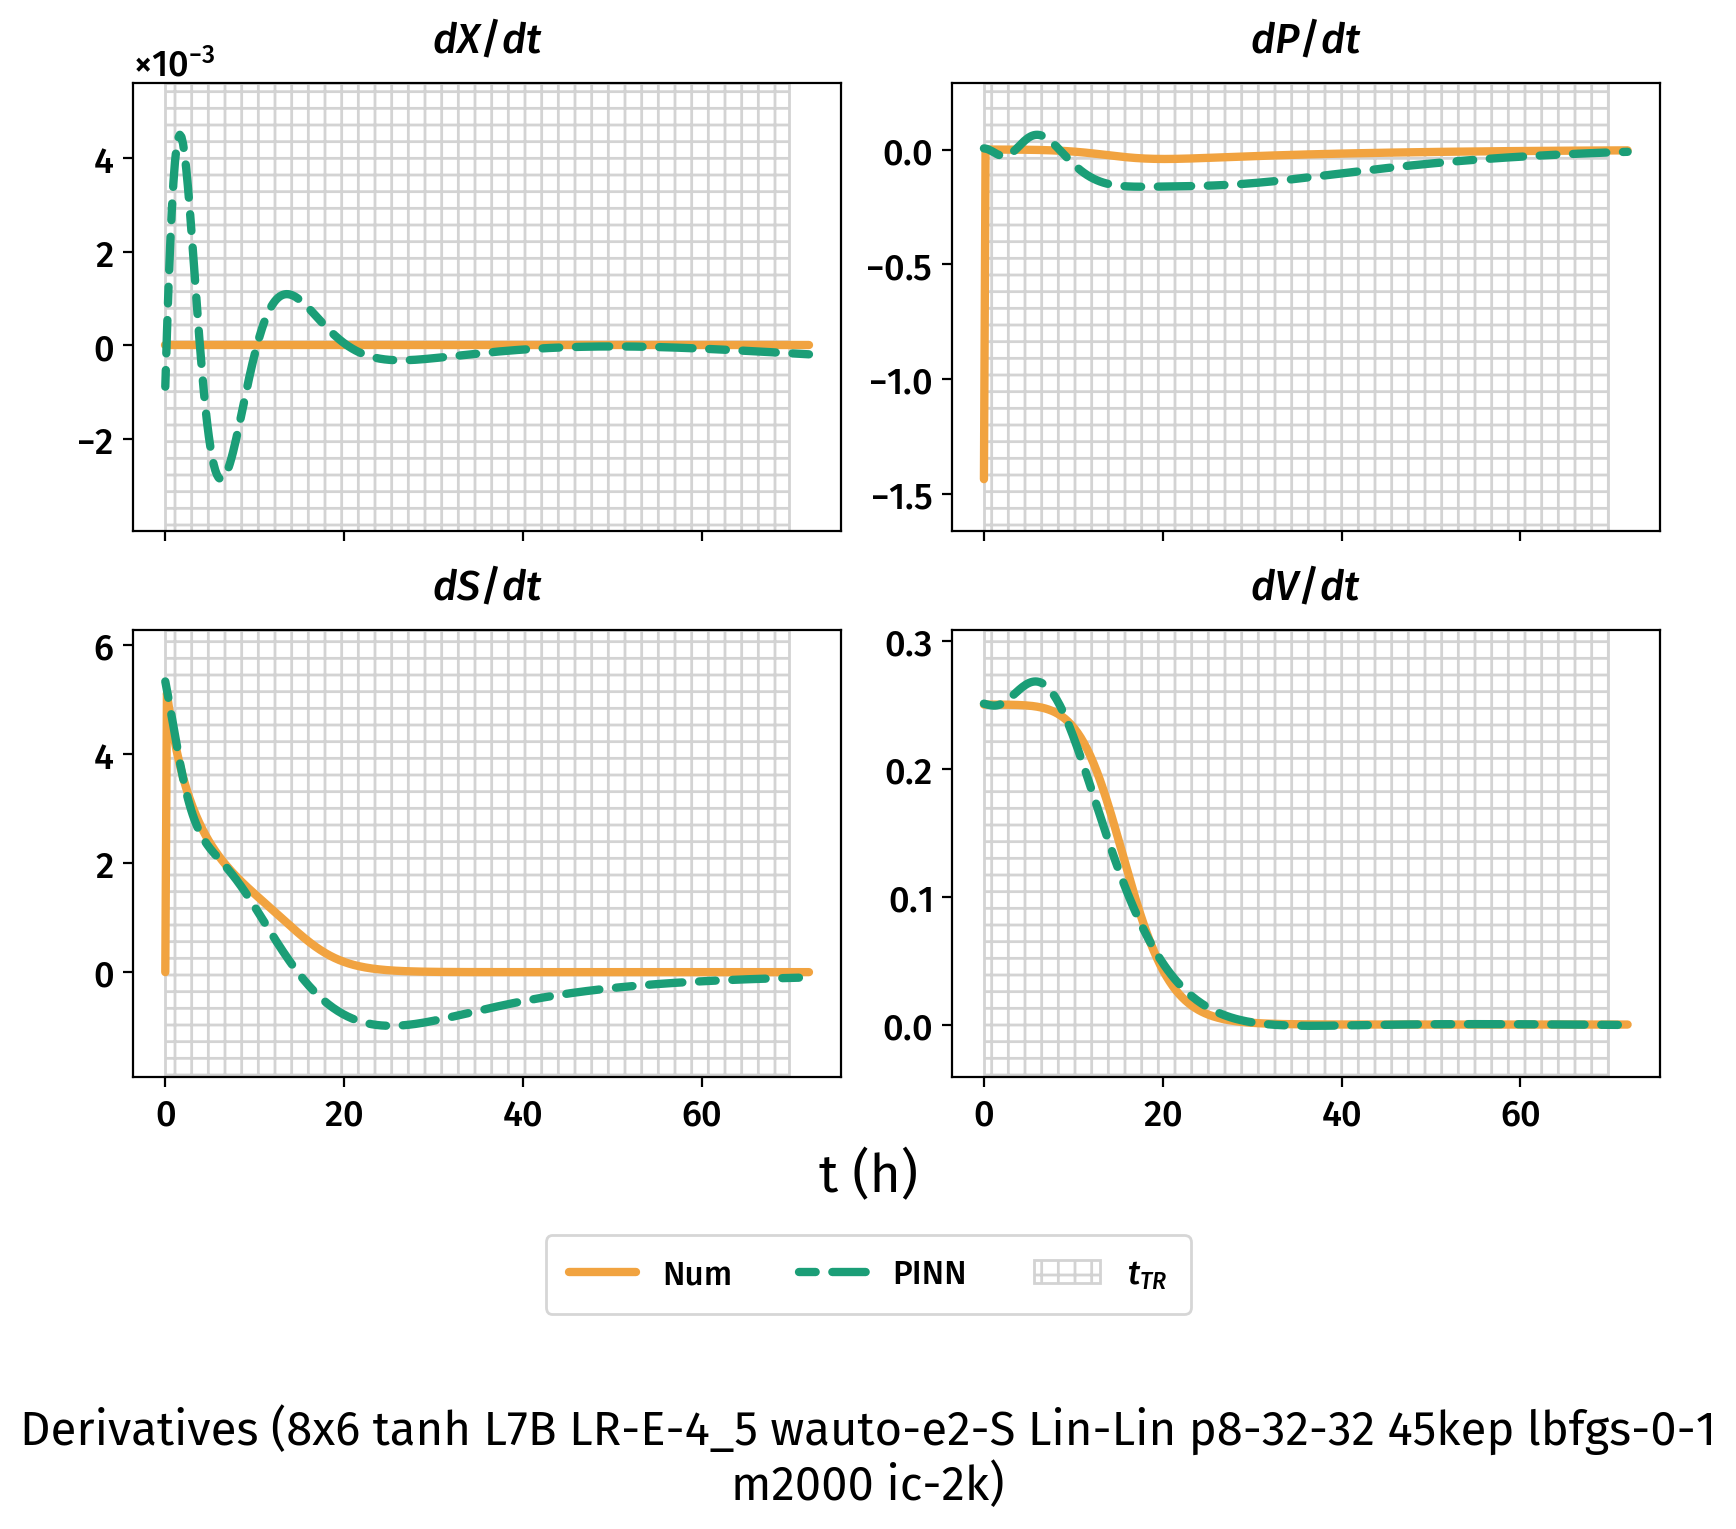 dX/dt
dP/dt
×10⁻³
4
2
0
−2
0.0
−0.5
−1.0
−1.5
dS/dt
dV/dt
6
4
2
0
0.3
0.2
0.1
0.0
0 20 40 60
0 20 40 60
t (h)
Num PINN t_TR
Derivatives (8x6 tanh L7B LR-E-4_5 wauto-e2-S Lin-Lin p8-32-32 45kep lbfgs-0-1
m2000 ic-2k)